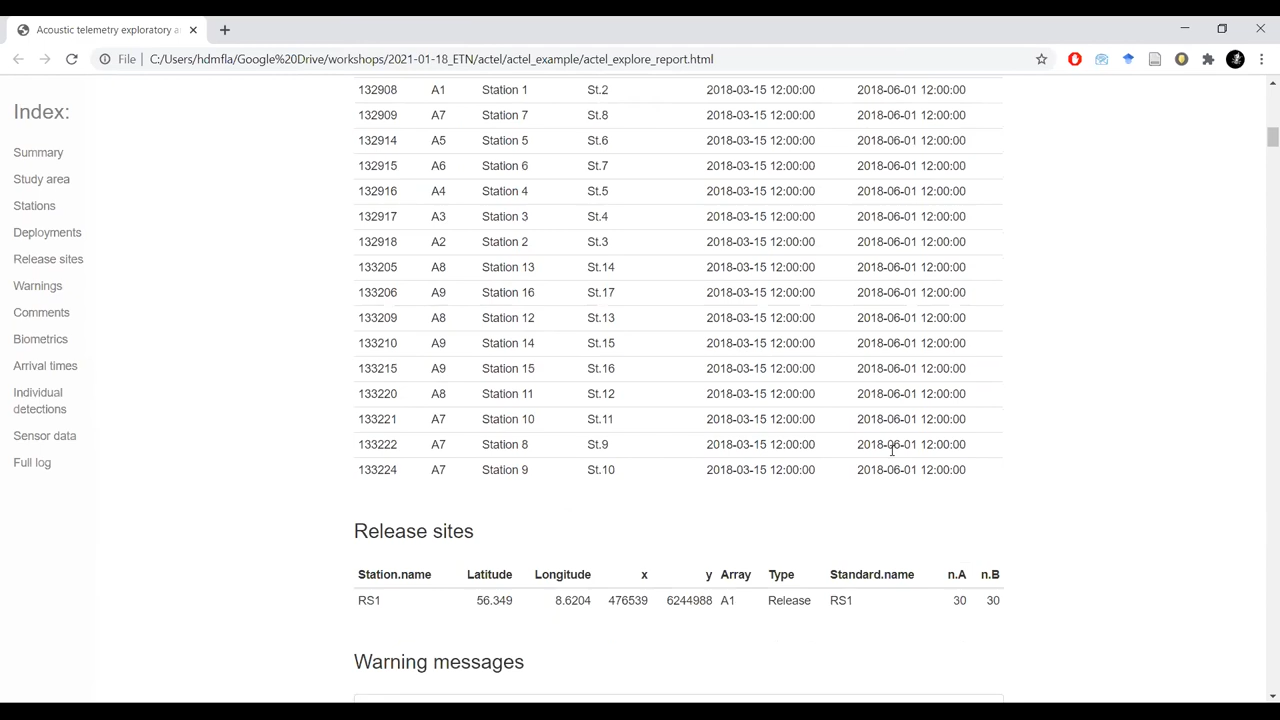 Acoustic telemetry exploratory a
File C:/Users/hdmfla/Google%20Drive/workshops/2021-01-18_ETN/actel/actel_example/actel_explore_report.html
Index:
Summary
Study area
Stations
Deployments
Release sites
Warnings
Comments
Biometrics
Arrival times
Individual
detections
Sensor data
Full log
132908 A1 Station 1 St.2 2018-03-15 12:00:00 2018-06-01 12:00:00
132909 A7 Station 7 St.8 2018-03-15 12:00:00 2018-06-01 12:00:00
132914 A5 Station 5 St.6 2018-03-15 12:00:00 2018-06-01 12:00:00
132915 A6 Station 6 St.7 2018-03-15 12:00:00 2018-06-01 12:00:00
132916 A4 Station 4 St.5 2018-03-15 12:00:00 2018-06-01 12:00:00
132917 A3 Station 3 St.4 2018-03-15 12:00:00 2018-06-01 12:00:00
132918 A2 Station 2 St.3 2018-03-15 12:00:00 2018-06-01 12:00:00
133205 A8 Station 13 St.14 2018-03-15 12:00:00 2018-06-01 12:00:00
133206 A9 Station 16 St.17 2018-03-15 12:00:00 2018-06-01 12:00:00
133209 A8 Station 12 St.13 2018-03-15 12:00:00 2018-06-01 12:00:00
133210 A9 Station 14 St.15 2018-03-15 12:00:00 2018-06-01 12:00:00
133215 A9 Station 15 St.16 2018-03-15 12:00:00 2018-06-01 12:00:00
133220 A8 Station 11 St.12 2018-03-15 12:00:00 2018-06-01 12:00:00
133221 A7 Station 10 St.11 2018-03-15 12:00:00 2018-06-01 12:00:00
133222 A7 Station 8 St.9 2018-03-15 12:00:00 2018-06-01 12:00:00
133224 A7 Station 9 St.10 2018-03-15 12:00:00 2018-06-01 12:00:00
Release sites
Station.name Latitude Longitude x y Array Type Standard.name n.A n.B
RS1 56.349 8.6204 476539 6244988 A1 Release RS1 30 30
Warning messages